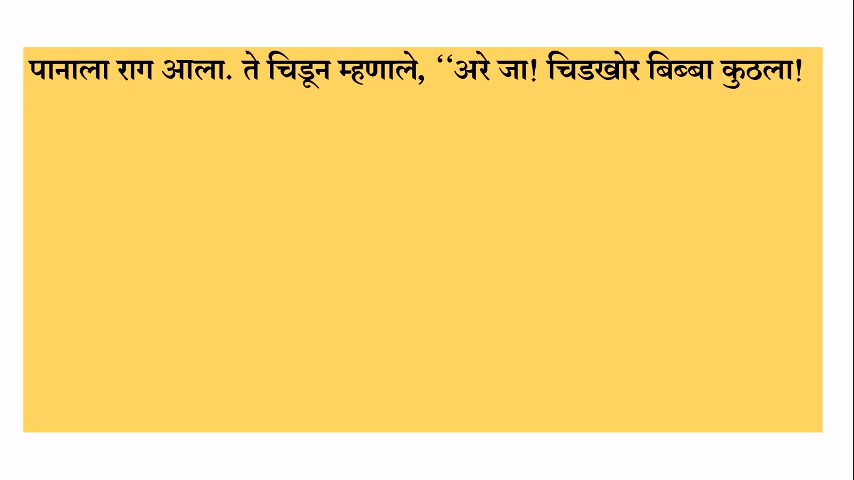 पानाला राग आला. ते चिडून म्हणाले, ‘‘अरे जा! चिडखोर बिब्बा कुठला!